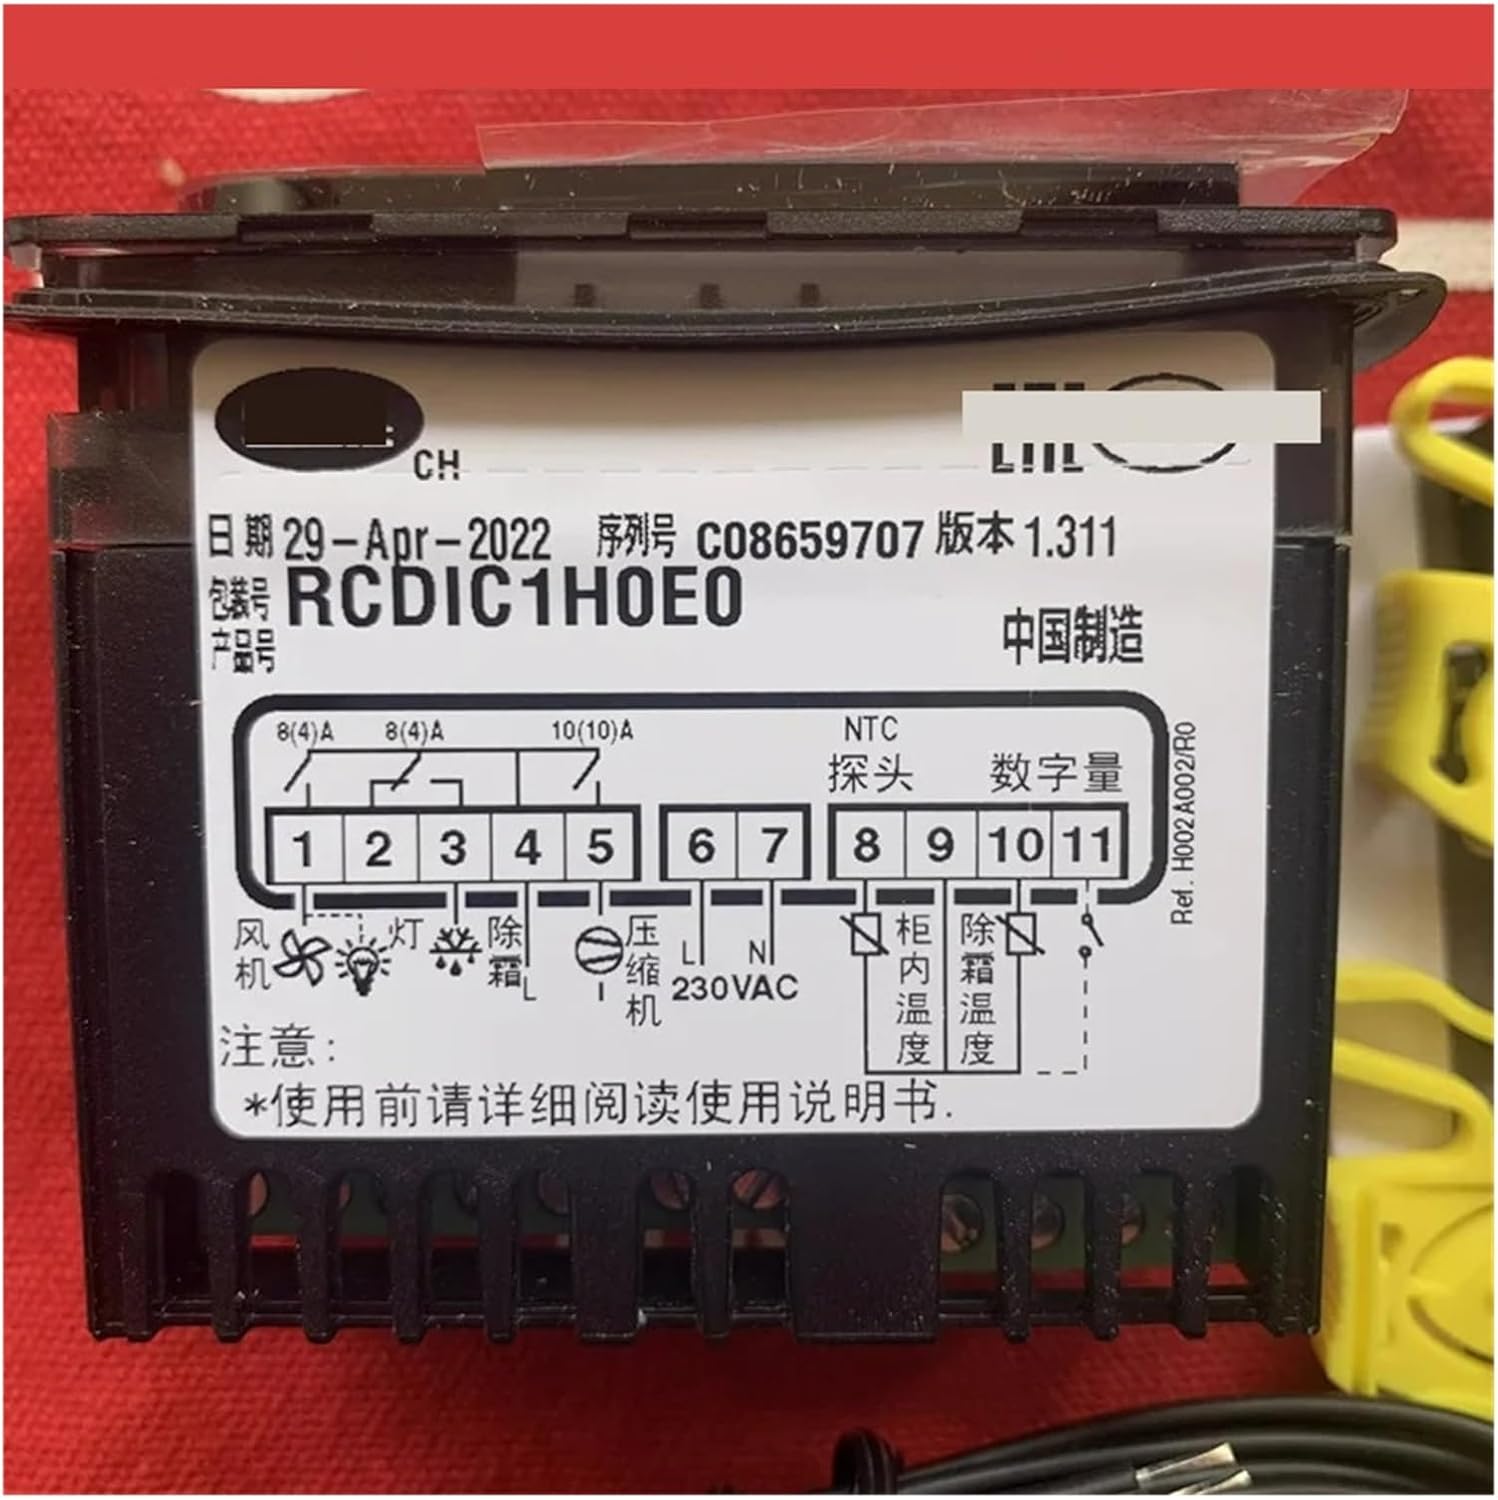 CH
日期 29-Apr-2022 序列号 C08659707 版本 1.311
包装号 RCDIC1H0E0
产品号
中国制造
8(4)A 8(4)A 10(10)A NTC
探头 数字量
1 2 3 4 5 6 7 8 9 10 11
风机 灯 除霜 L 压缩机 L N 柜内温度 除霜温度
230VAC
Ref. H002A002/R0
注意:
*使用前请详细阅读使用说明书.